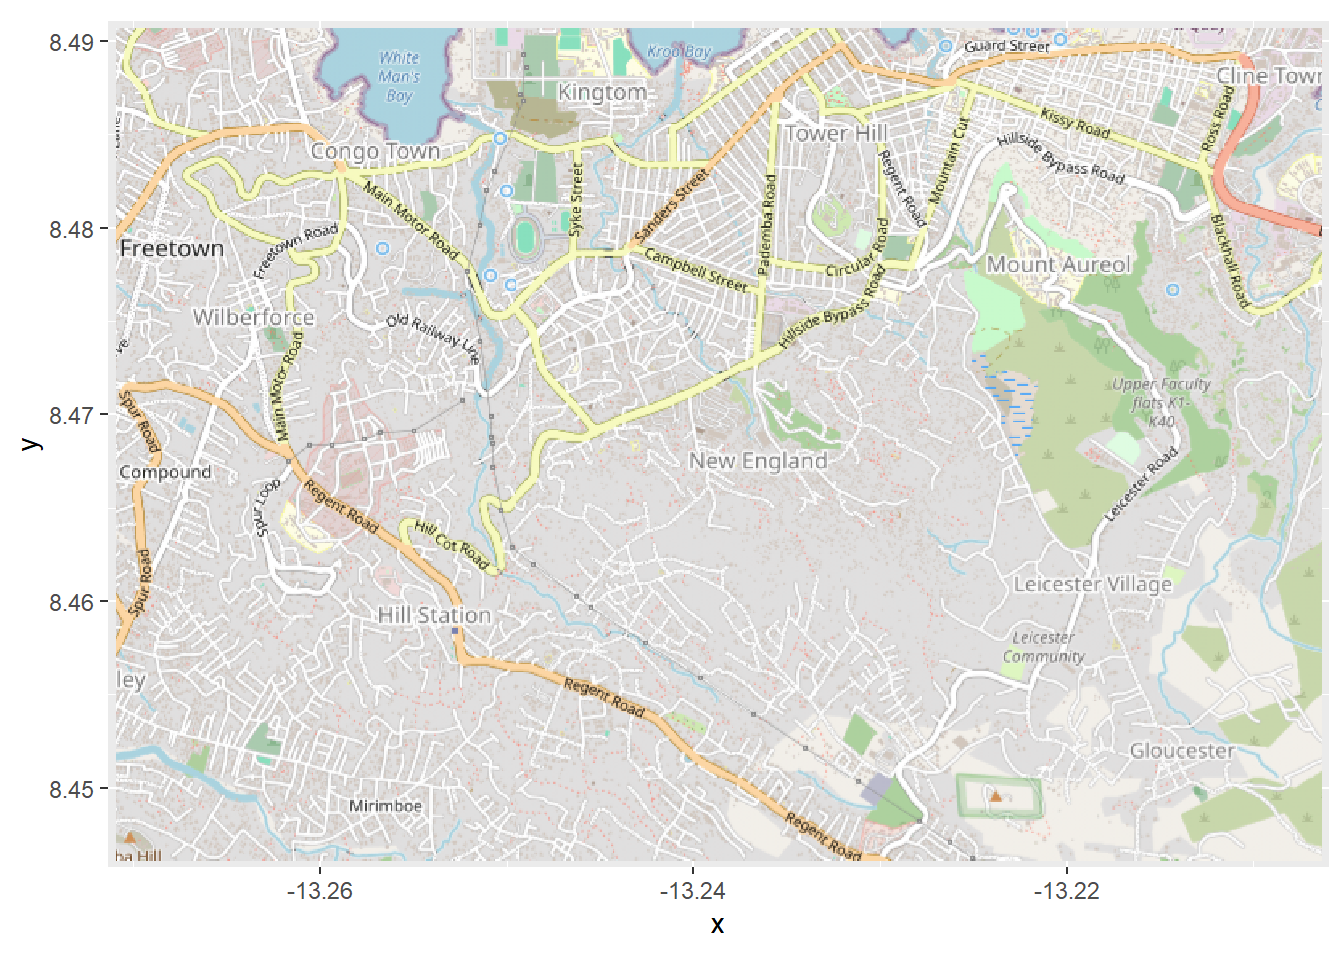 8.49
8.48
8.47
8.46
8.45
y
-13.26
-13.24
-13.22
x
White
Man's
Bay
Kroo Bay
Guard Street
Kingtom
Cline Town
Congo Town
Tower Hill
Kissy Road
Ross Road
Hillside Bypass Road
Mountain Cut
Regent Road
Main Motor Road
Syke Street
Sanders Street
Pademba Road
Freetown
Freetown Road
Circular Road
Campbell Street
Mount Aureol
Blackhall Road
Wilberforce
Old Railway Line
Hillside Bypass Road
Main Motor Road
Upper Faculty
flats K1-
K40
Spur Road
New England
Compound
Spur Loop
Regent Road
Leicester Road
Hill Cot Road
Spur Road
Leicester Village
Hill Station
Leicester
Community
ley
Regent Road
Gloucester
Mirimboe
Regent Road
ba Hill